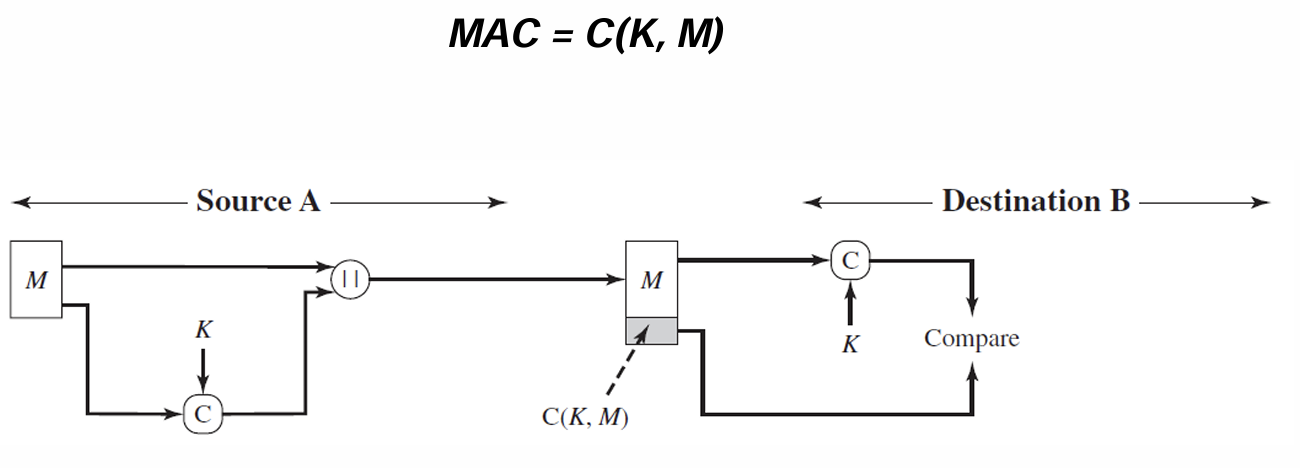 MAC = C(K, M)
Source A
Destination B
M
K
C
||
M
C(K, M)
C
K
Compare